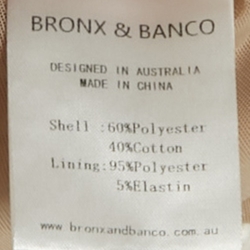 BRONX & BANCO
DESIGNED IN AUSTRALIA
MADE IN CHINA
Shell :60%Polyester
40%Cotton
Lining:95%Polyester
5%Elastin
www.bronxandbanco.com.au